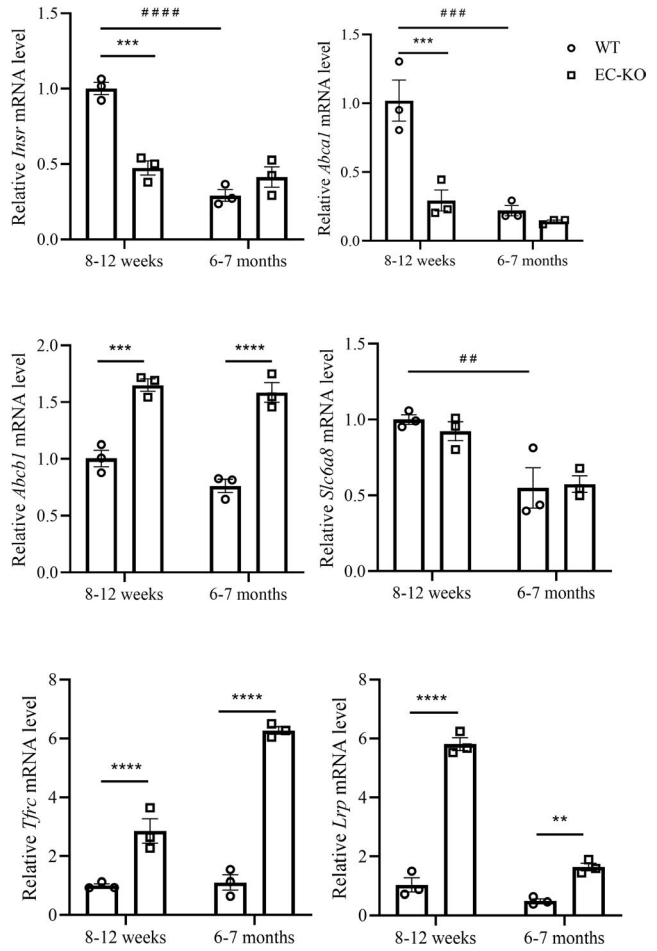 Relative Insr mRNA level
1.5
1.0
0.5
0.0
####
***
8-12 weeks
6-7 months
Relative Abca1 mRNA level
1.5
1.0
0.5
0.0
###
***
8-12 weeks
6-7 months
WT
EC-KO
Relative Abcb1 mRNA level
2.0
1.5
1.0
0.5
0.0
***
****
8-12 weeks
6-7 months
Relative Slc6a8 mRNA level
1.5
1.0
0.5
0.0
##
8-12 weeks
6-7 months
Relative Tfrc mRNA level
8
6
4
2
0
****
****
8-12 weeks
6-7 months
Relative Lrp mRNA level
8
6
4
2
0
****
**
8-12 weeks
6-7 months